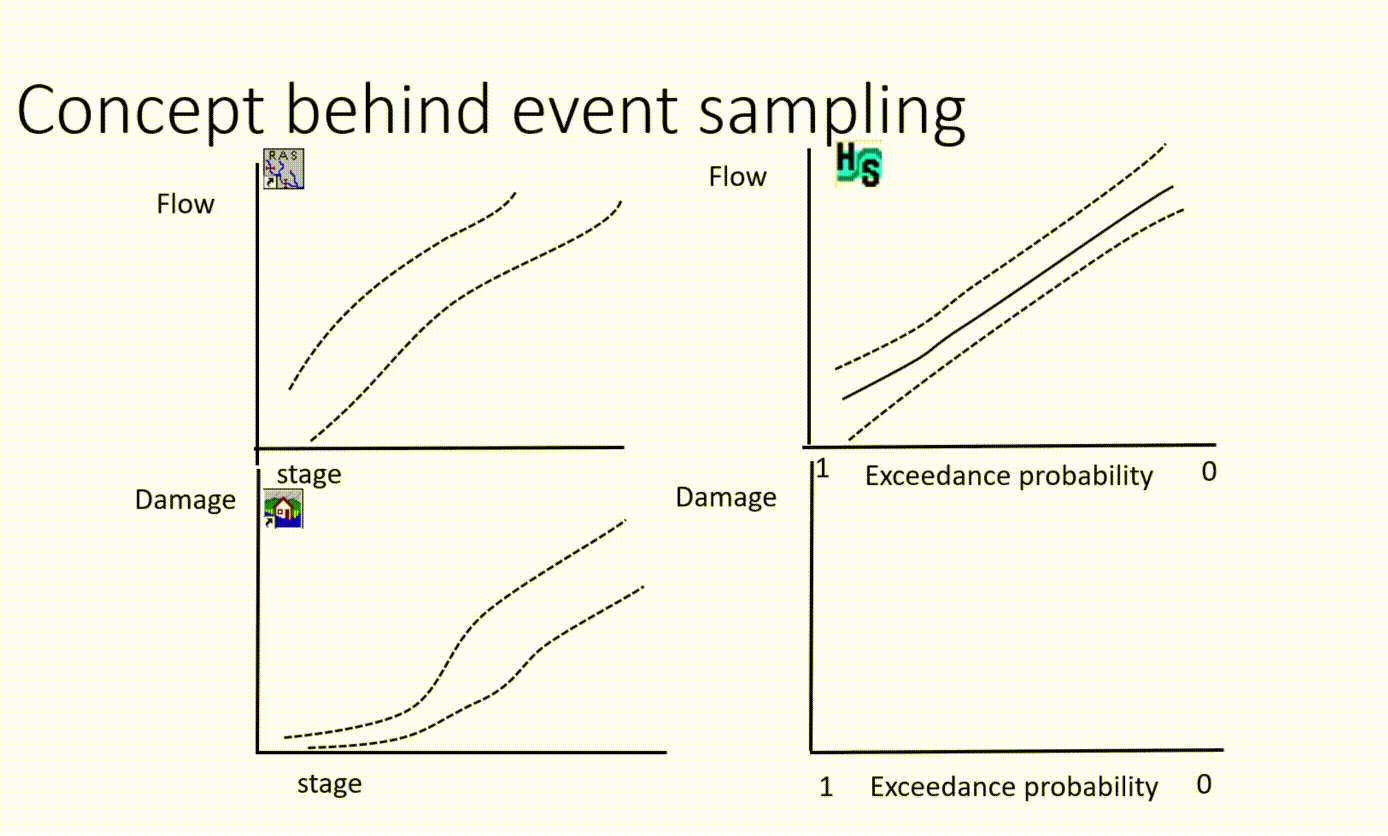 Concept behind event sampling
RAS
Flow
stage
Flow
HS
1
Exceedance probability
0
Damage
stage
Damage
1
Exceedance probability
0